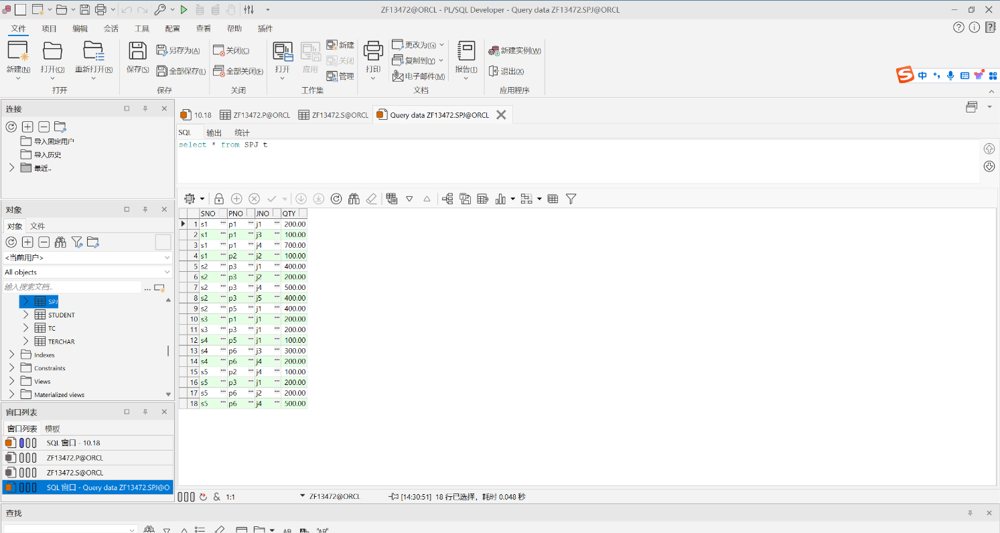 ZF13472@ORCL - PL/SQL Developer - Query data ZF13472.SPJ@ORCL
文件 项目 编辑 会话 工具 配置 查看 帮助 插件
新建(N) 打开(O) 重新打开(R) 保存(S) 另存为(A) 全部保存(L) 关闭(C) 全部关闭(E) 打开 应用 新建 关闭 管理 打印 更改为(G) 复制到(Y) 电子邮件(M) 报告(T) 新建实例(W) 退出(X)
打开 保存 关闭 工作集 文档 应用程序
中
连接
导入固定用户
导入历史
最近...
对象
对象 文件
<当前用户>
All objects
输入搜索文档...
SPJ
STUDENT
TC
TERCHAR
Indexes
Constraints
Views
Materialized views
窗口列表
窗口列表 模板
SQL 窗口 - 10.18
ZF13472.P@ORCL
ZF13472.S@ORCL
SQL 窗口 - Query data ZF13472.SPJ@O
10.18 ZF13472.P@ORCL ZF13472.S@ORCL Query data ZF13472.SPJ@ORCL
SQL 输出 统计
select * from SPJ t
SNO PNO JNO QTY
1 s1 p1 j1 200.00
2 s1 p1 j3 100.00
3 s1 p1 j4 700.00
4 s1 p2 j2 100.00
5 s2 p3 j1 400.00
6 s2 p3 j2 200.00
7 s2 p3 j4 500.00
8 s2 p3 j5 400.00
9 s2 p5 j1 400.00
10 s3 p1 j1 200.00
11 s3 p3 j1 200.00
12 s4 p5 j1 100.00
13 s4 p6 j3 300.00
14 s4 p6 j4 200.00
15 s5 p2 j4 100.00
16 s5 p3 j1 200.00
17 s5 p6 j2 200.00
18 s5 p6 j4 500.00
& 1:1 ZF13472@ORCL [14:30:51] 18 行已选择，耗时 0.048 秒
查找